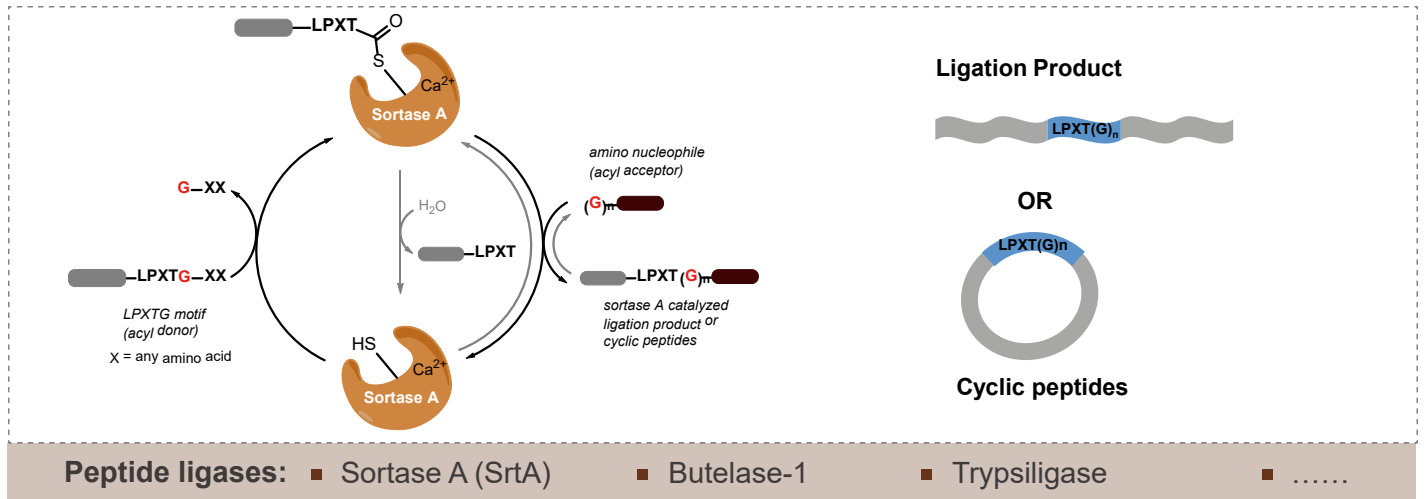 LPXT
O
S
Ca2+
Sortase A
G–XX
LPXTG–XX
LPXTG motif
(acyl donor)
X = any amino acid
H2O
LPXT
HS
Ca2+
Sortase A
amino nucleophile
(acyl acceptor)
(G)n
LPXT(G)n
sortase A catalyzed
ligation product or
cyclic peptides
Ligation Product
LPXT(G)n
OR
LPXT(G)n
Cyclic peptides
Peptide ligases: ▪ Sortase A (SrtA) ▪ Butelase-1 ▪ Trypsiligase ▪ ……